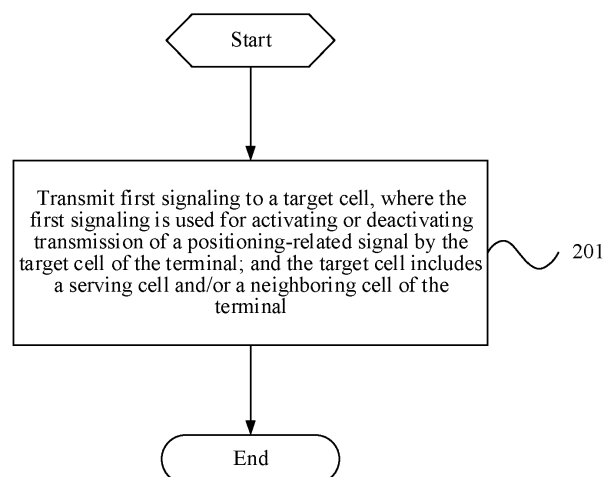 Start
Transmit first signaling to a target cell, where the
first signaling is used for activating or deactivating
transmission of a positioning-related signal by the
target cell of the terminal; and the target cell includes
a serving cell and/or a neighboring cell of the
terminal
201
End